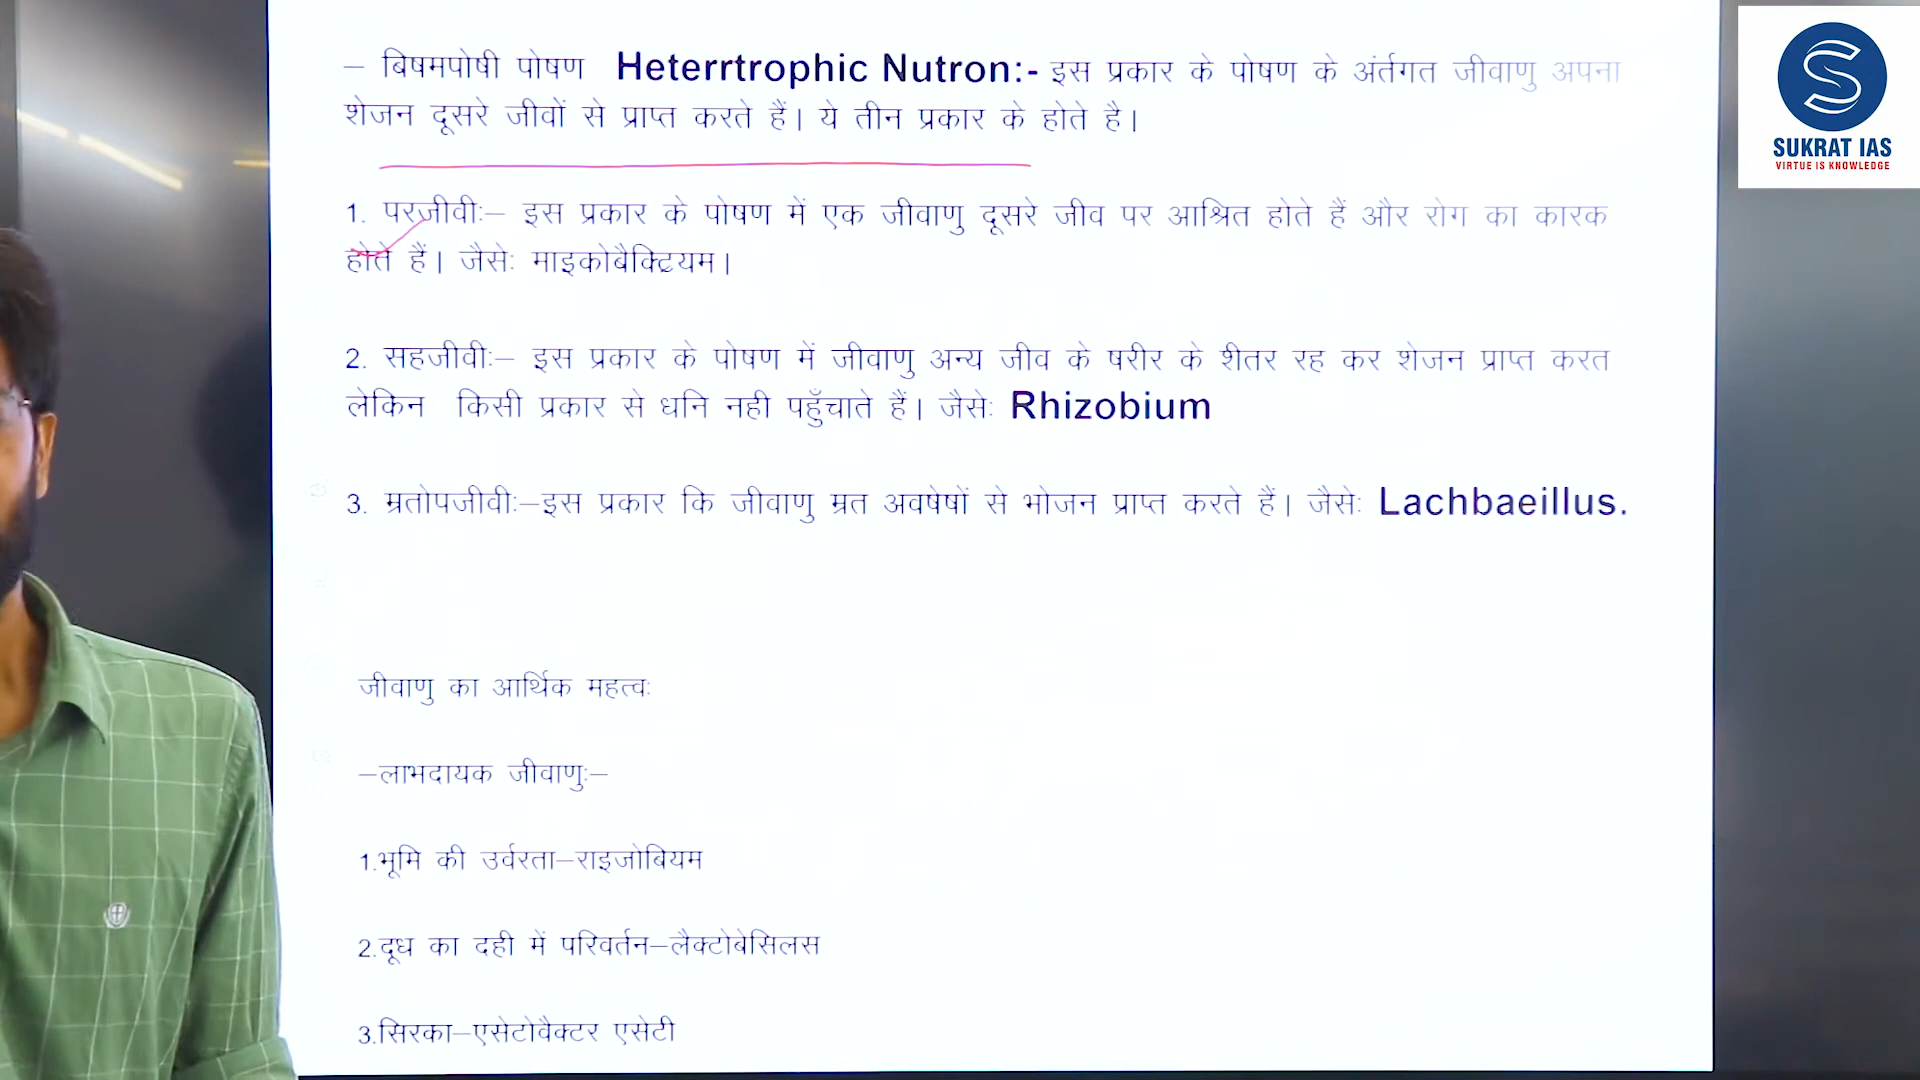 – बिषमपोषी पोषण Heterrtrophic Nutron:- इस प्रकार के पोषण के अंर्तगत जीवाणु अपना
शेजन दूसरे जीवों से प्राप्त करते हैं। ये तीन प्रकार के होते है।
1. परजीवीः– इस प्रकार के पोषण में एक जीवाणु दूसरे जीव पर आश्रित होते हैं और रोग का कारक
होते हैं। जैसेः माइकोबैक्ट्रियम।
2. सहजीवीः– इस प्रकार के पोषण में जीवाणु अन्य जीव के षरीर के शीतर रह कर शेजन प्राप्त करत
लेकिन किसी प्रकार से धनि नही पहुँचाते हैं। जैसेः Rhizobium
3. म्रतोपजीवीः–इस प्रकार कि जीवाणु म्रत अवषेषों से भोजन प्राप्त करते हैं। जैसेः Lachbaeillus.
जीवाणु का आर्थिक महत्वः
–लाभदायक जीवाणुः–
1.भूमि की उर्वरता–राइजोबियम
2.दूध का दही में परिवर्तन–लैक्टोबेसिलस
3.सिरका–एसेटोवैक्टर एसेटी
SUKRAT IAS
VIRTUE IS KNOWLEDGE